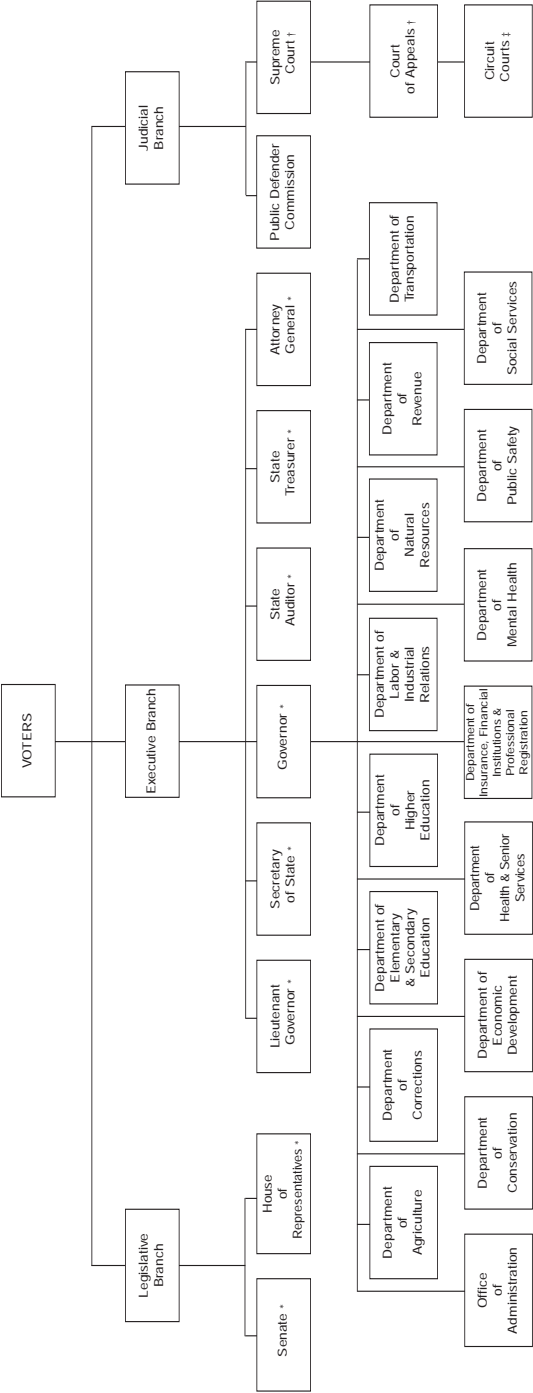 VOTERS
Legislative
Branch
Executive Branch
Judicial
Branch
Senate *
House
of
Representatives *
Lieutenant
Governor *
Secretary
of State *
Governor *
State
Auditor *
State
Treasurer *
Attorney
General *
Public Defender
Commission
Supreme
Court †
Department
of
Agriculture
Department
of
Corrections
Department of
Elementary
& Secondary
Education
Department
of
Higher
Education
Department of
Labor &
Industrial
Relations
Department
of
Natural
Resources
Department
of
Revenue
Department of
Transportation
Court
of Appeals †
Office
of
Administration
Department
of
Conservation
Department of
Economic
Development
Department
of
Health & Senior
Services
Department of
Insurance, Financial
Institutions &
Professional
Registration
Department
of
Mental Health
Department
of
Public Safety
Department
of
Social Services
Circuit
Courts ‡